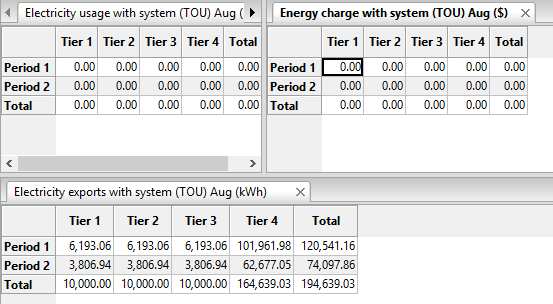 Electricity usage with system (TOU) Aug (
Tier 1 Tier 2 Tier 3 Tier 4 Total
Period 1 0.00 0.00 0.00 0.00 0.00
Period 2 0.00 0.00 0.00 0.00 0.00
Total 0.00 0.00 0.00 0.00 0.00
Energy charge with system (TOU) Aug ($)
Tier 1 Tier 2 Tier 3 Tier 4 Total
Period 1 0.00 0.00 0.00 0.00 0.00
Period 2 0.00 0.00 0.00 0.00 0.00
Total 0.00 0.00 0.00 0.00 0.00
Electricity exports with system (TOU) Aug (kWh)
Tier 1 Tier 2 Tier 3 Tier 4 Total
Period 1 6,193.06 6,193.06 6,193.06 101,961.98 120,541.16
Period 2 3,806.94 3,806.94 3,806.94 62,677.05 74,097.86
Total 10,000.00 10,000.00 10,000.00 164,639.03 194,639.03